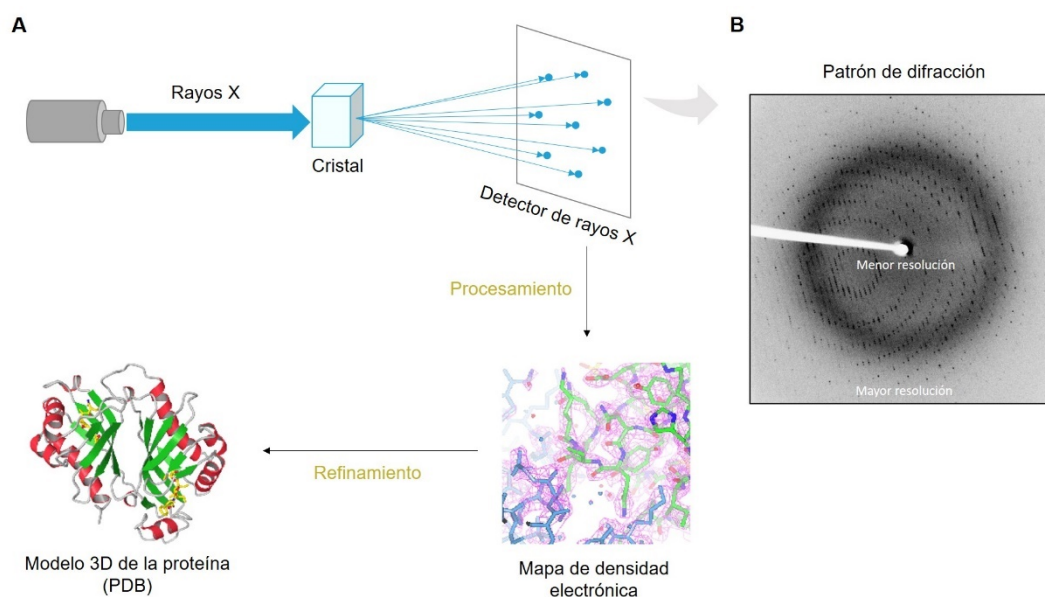 A
Rayos X
Cristal
Detector de rayos X
Procesamiento
Mapa de densidad
electrónica
Refinamiento
Modelo 3D de la proteína
(PDB)
B
Patrón de difracción
Menor resolución
Mayor resolución